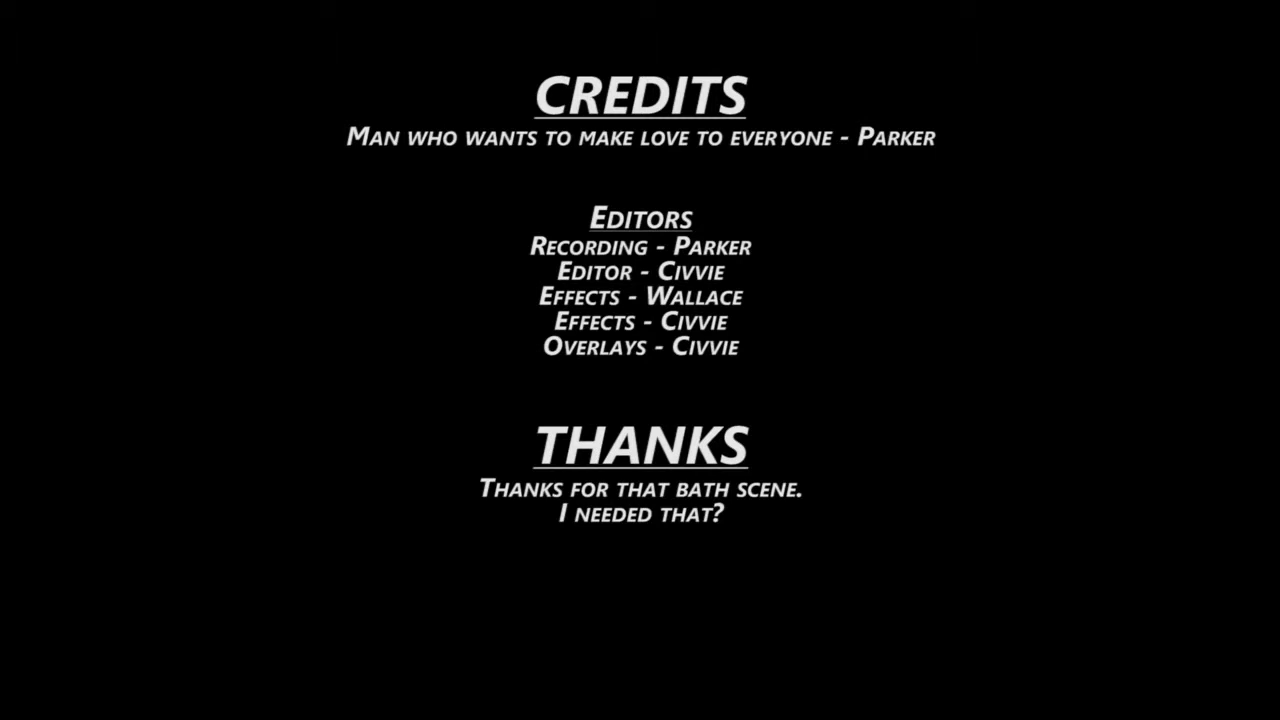 CREDITS
Man who wants to make love to everyone - Parker
Editors
Recording - Parker
Editor - Civvie
Effects - Wallace
Effects - Civvie
Overlays - Civvie
THANKS
Thanks for that bath scene.
I needed that?